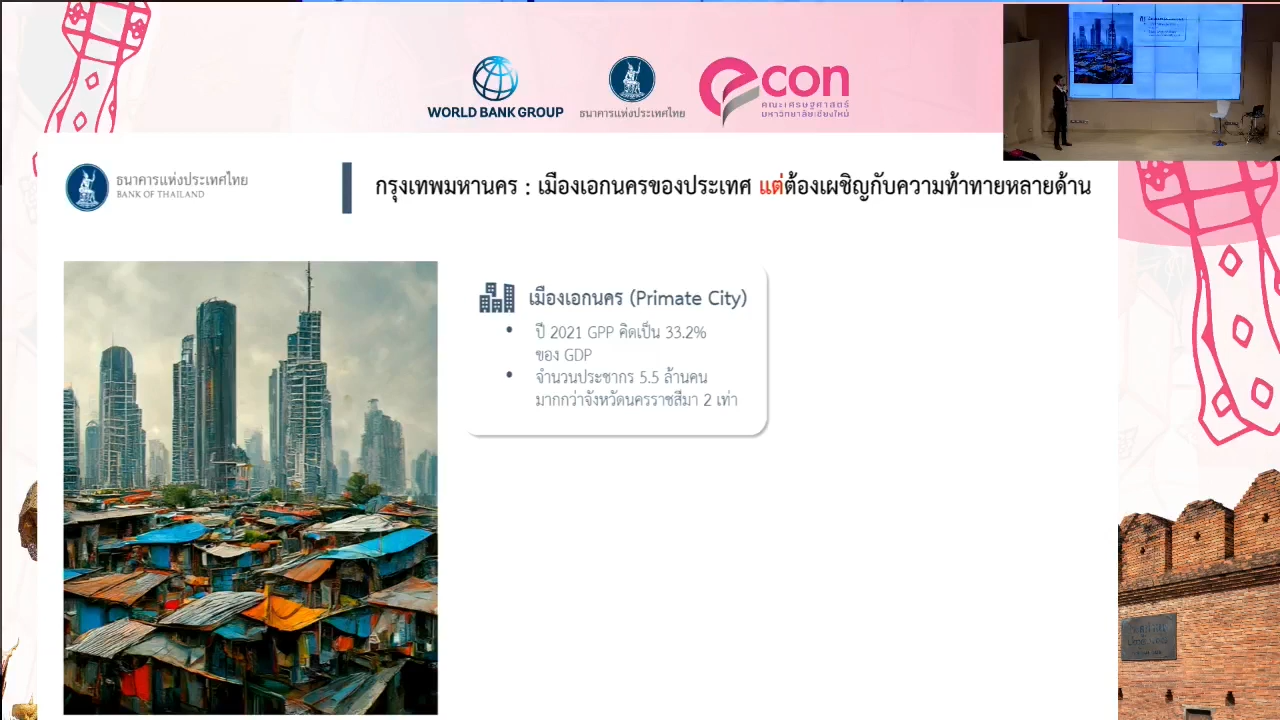 WORLD BANK GROUP
ธนาคารแห่งประเทศไทย
econ
คณะเศรษฐศาสตร์
มหาวิทยาลัยเชียงใหม่
ธนาคารแห่งประเทศไทย
BANK OF THAILAND
กรุงเทพมหานคร : เมืองเอกนครของประเทศ แต่ต้องเผชิญกับความท้าทายหลายด้าน
เมืองเอกนคร (Primate City)
• ปี 2021 GPP คิดเป็น 33.2%
ของ GDP
• จำนวนประชากร 5.5 ล้านคน
มากกว่าจังหวัดนครราชสีมา 2 เท่า